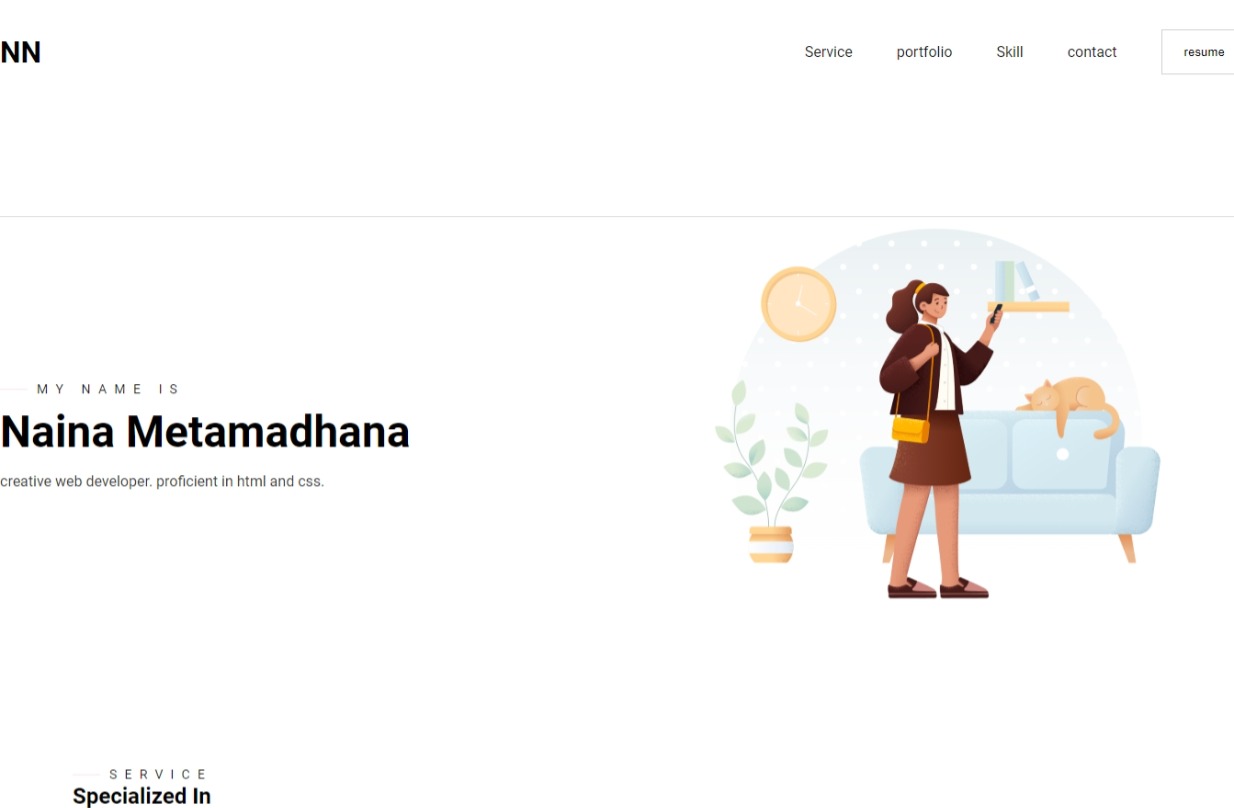 NN
Service
portfolio
Skill
contact
resume
MY NAME IS
Naina Metamadhana
creative web developer. proficient in html and css.
SERVICE
Specialized In